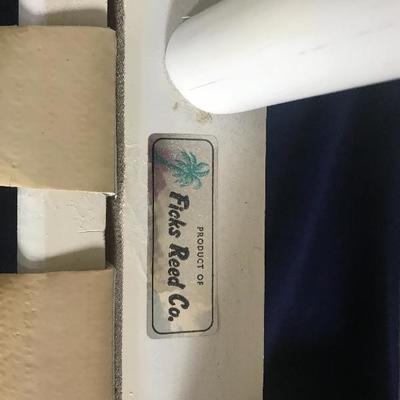 PRODUCT OF
Ficks Reed Co.